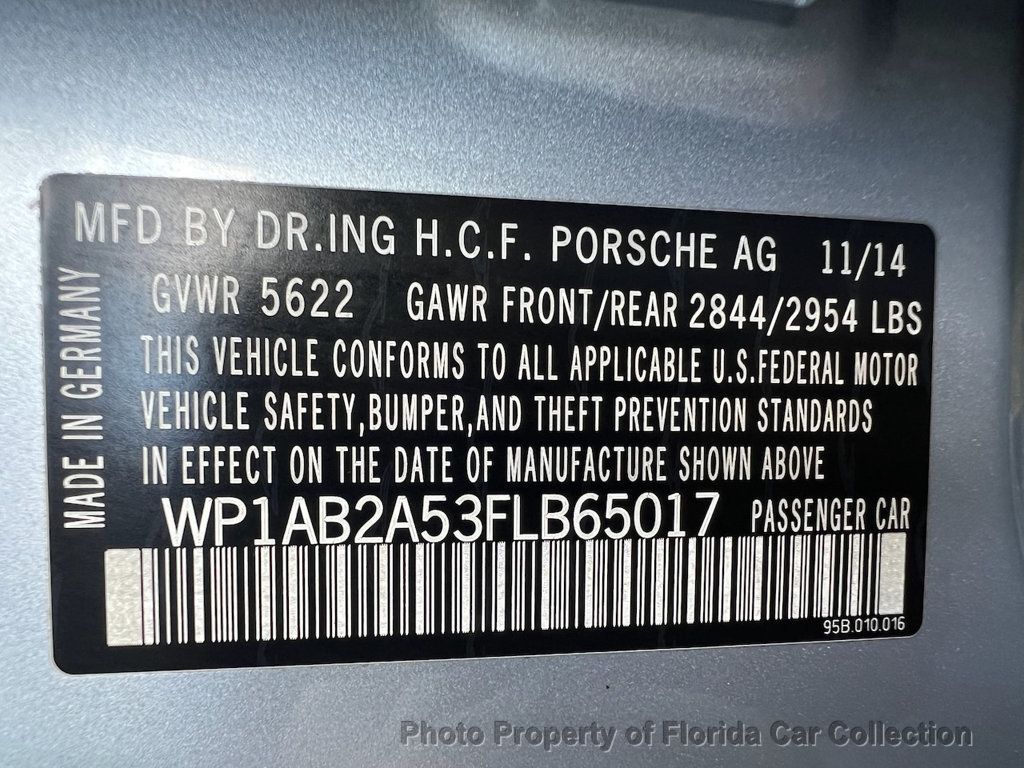 MFD BY DR.ING H.C.F. PORSCHE AG 11/14
GVWR 5622 GAWR FRONT/REAR 2844/2954 LBS
THIS VEHICLE CONFORMS TO ALL APPLICABLE U.S.FEDERAL MOTOR
VEHICLE SAFETY,BUMPER,AND THEFT PREVENTION STANDARDS
IN EFFECT ON THE DATE OF MANUFACTURE SHOWN ABOVE
WP1AB2A53FLB65017 PASSENGER CAR
95B.010.016
MADE IN GERMANY
Photo Property of Florida Car Collection